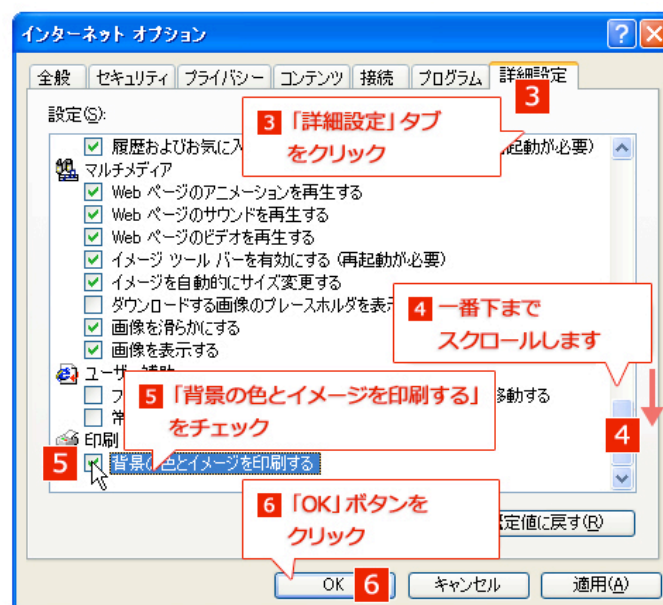 インターネット オプション
全般 セキュリティ プライバシー コンテンツ 接続 プログラム 詳細設定
3
設定(S):
3 「詳細設定」タブ
をクリック
履歴およびお気に入
起動が必要)
マルチメディア
Web ページのアニメーションを再生する
Web ページのサウンドを再生する
Web ページのビデオを再生する
イメージ ツール バーを有効にする (再起動が必要)
イメージを自動的にサイズ変更する
ダウンロードする画像のプレースホルダを表示
画像を滑らかにする
画像を表示する
4 一番下まで
スクロールします
ユーザー補助
移動する
5 「背景の色とイメージを印刷する」
をチェック
常
印刷
4
5
背景の色とイメージを印刷する
6 「OK」ボタンを
クリック
定値に戻す(R)
OK 6 キャンセル 適用(A)